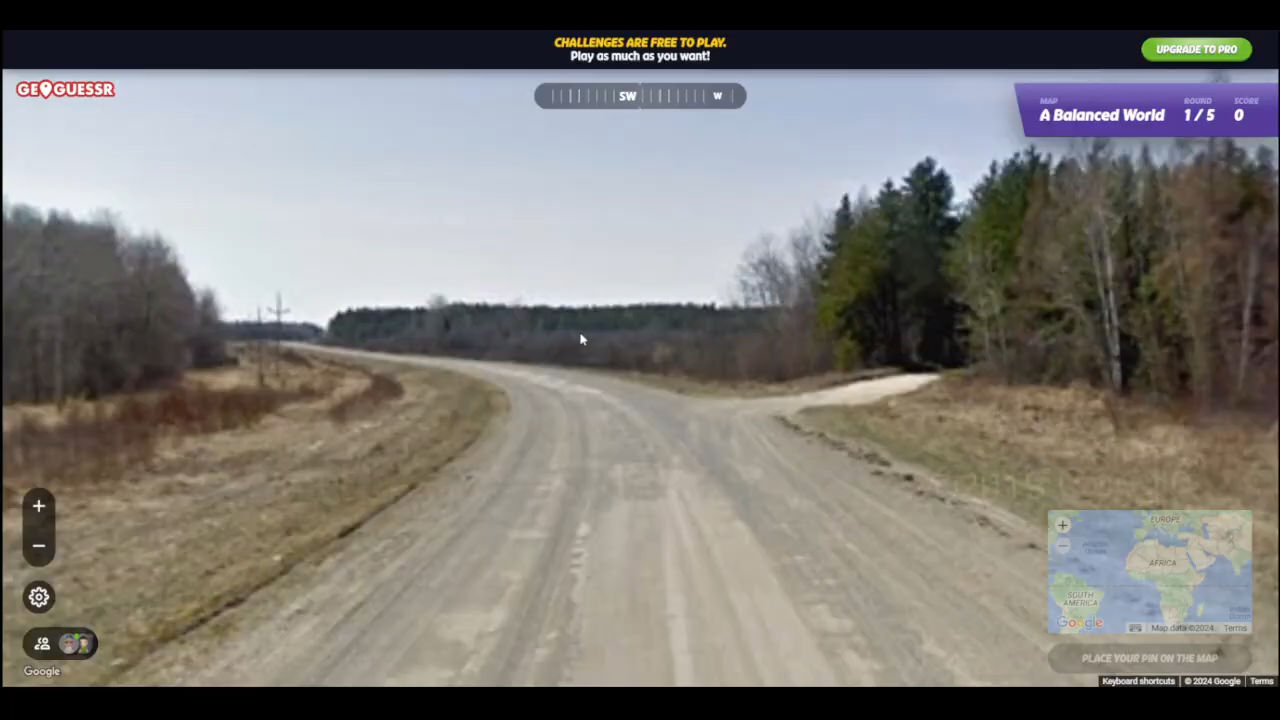 CHALLENGES ARE FREE TO PLAY.
Play as much as you want!
UPGRADE TO PRO
GEOGUESSR
SW
W
MAP
A Balanced World
ROUND
1 / 5
SCORE
0
+
−
EUROPE
AFRICA
SOUTH
AMERICA
Google
Map data ©2024
Terms
PLACE YOUR PIN ON THE MAP
Google
Keyboard shortcuts
© 2024 Google
Terms